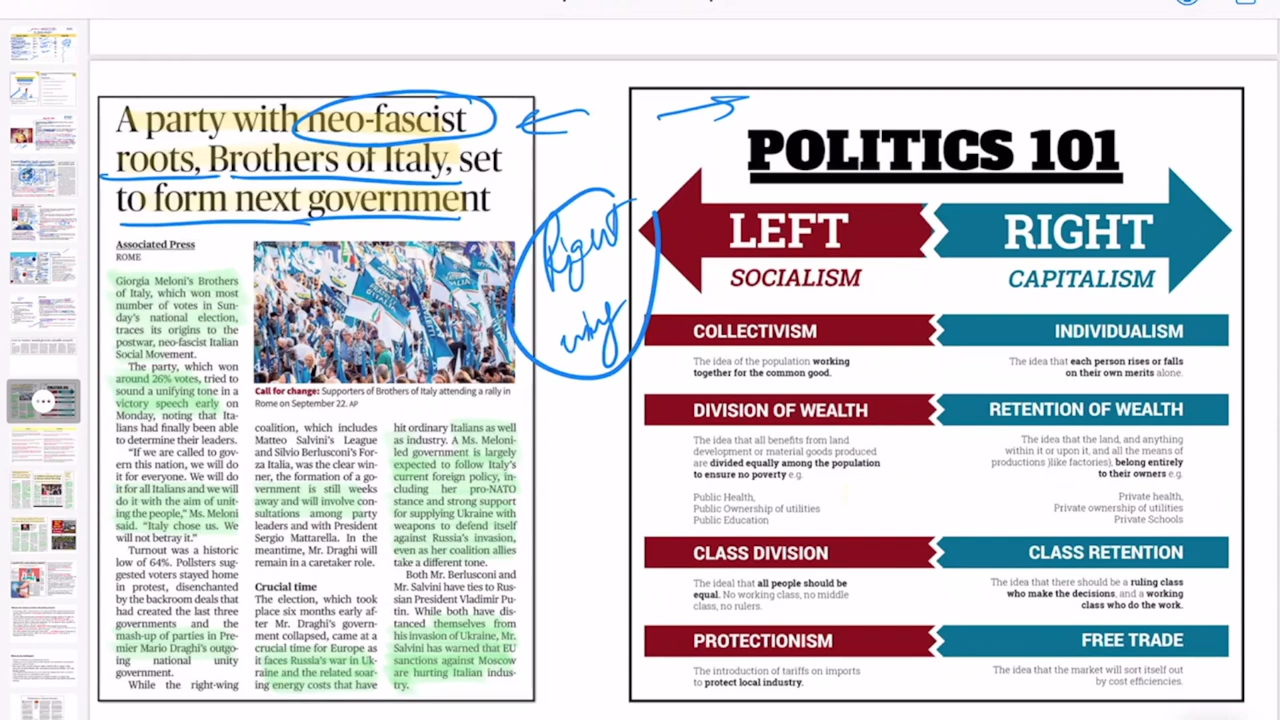 A party with neo-fascist
roots, Brothers of Italy, set
to form next government
Associated Press
ROME
Giorgia Meloni's Brothers
of Italy, which won most
number of votes in Sun-
day's national election,
traces its origins to the
postwar, neo-fascist Italian
Social Movement.
The party, which won
around 26% votes, tried to
sound a unifying tone in a
victory speech early on
Monday, noting that Ita-
lians had finally been able
to determine their leaders.
"If we are called to gov-
ern this nation, we will do
it for everyone. We will do
it for all Italians and we will
do it with the aim of unit-
ing the people," Ms. Meloni
said. "Italy chose us. We
will not betray it."
Turnout was a historic
low of 64%. Pollsters sug-
gested voters stayed home
in protest, disenchanted
by the backroom deals that
had created the last three
governments and the
mash-up of parties in Pre-
mier Mario Draghi's outgo-
ing national unity
government.
While the right-wing
Call for change: Supporters of Brothers of Italy attending a rally in
Rome on September 22. AP
coalition, which includes
Matteo Salvini's League
and Silvio Berlusconi's For-
za Italia, was the clear win-
ner, the formation of a go-
vernment is still weeks
away and will involve con-
sultations among party
leaders and with President
Sergio Mattarella. In the
meantime, Mr. Draghi will
remain in a caretaker role.
Crucial time
The election, which took
place six months early af-
ter Mr. Draghi's govern-
ment collapsed, came at a
crucial time for Europe as
it faces Russia's war in Uk-
raine and the related soar-
ing energy costs that have
hit ordinary Italians as well
as industry. A Ms. Meloni-
led government is largely
expected to follow Italy's
current foreign policy, in-
cluding her pro-NATO
stance and strong support
for supplying Ukraine with
weapons to defend itself
against Russia's invasion,
even as her coalition allies
take a different tone.
Both Mr. Berlusconi and
Mr. Salvini have ties to Rus-
sian President Vladimir Pu-
tin. While both have dis-
tanced themselves from
his invasion of Ukraine, Mr.
Salvini has warned that EU
sanctions against Moscow
are hurting Italian indus-
try.
Right
wing
POLITICS 101
LEFT
RIGHT
SOCIALISM
CAPITALISM
COLLECTIVISM
INDIVIDUALISM
The idea of the population working
together for the common good.
The idea that each person rises or falls
on their own merits alone.
DIVISION OF WEALTH
RETENTION OF WEALTH
The idea that all benefits from land
development or material goods produced
are divided equally among the population
to ensure no poverty e.g.
Public Health,
Public Ownership of utilities
Public Education
The idea that the land, and anything
within it or upon it, and all the means of
productions )like factories), belong entirely
to their owners e.g.
Private health,
Private ownership of utilities
Private Schools
CLASS DIVISION
CLASS RETENTION
The ideal that all people should be
equal. No working class, no middle
class, no rulers.
The idea that there should be a ruling class
who make the decisions, and a working
class who do the work.
PROTECTIONISM
FREE TRADE
The introduction of tariffs on imports
to protect local industry.
The idea that the market will sort itself out
by cost efficiencies.